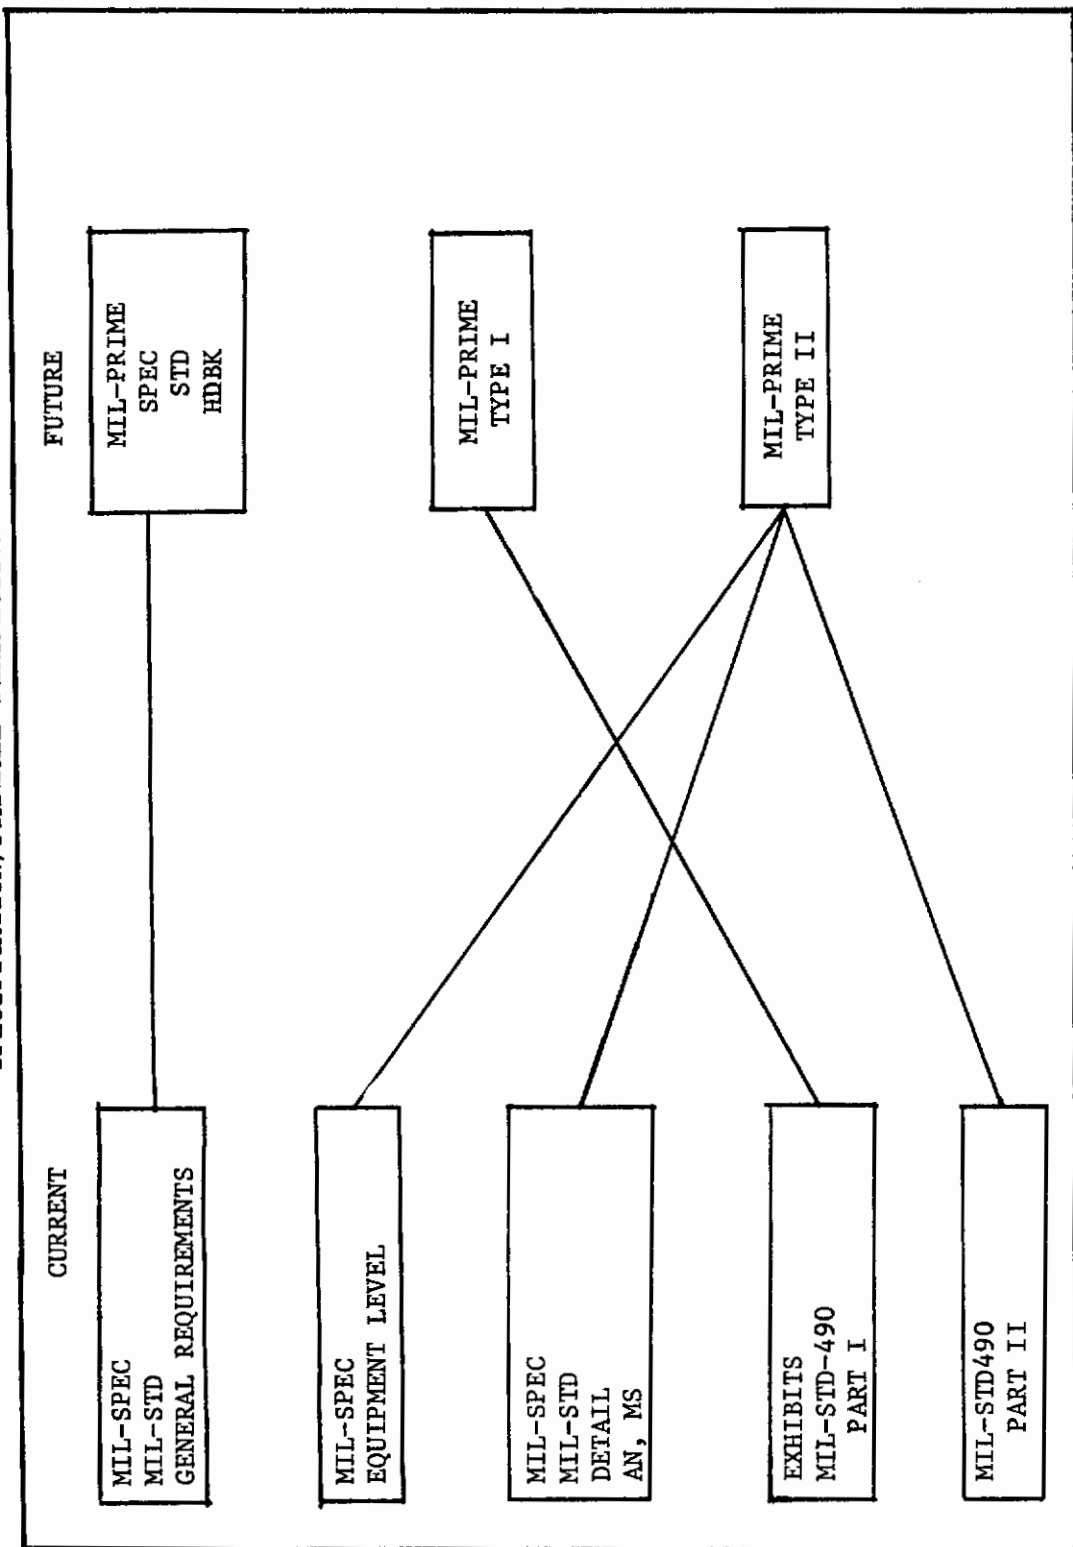 CURRENT
FUTURE
MIL-SPEC
MIL-STD
GENERAL REQUIREMENTS
MIL-PRIME
SPEC
STD
HDBK
MIL-SPEC
EQUIPMENT LEVEL
MIL-SPEC
MIL-STD
DETAIL
AN, MS
MIL-PRIME
TYPE I
EXHIBITS
MIL-STD-490
PART I
MIL-PRIME
TYPE II
MIL-STD490
PART II